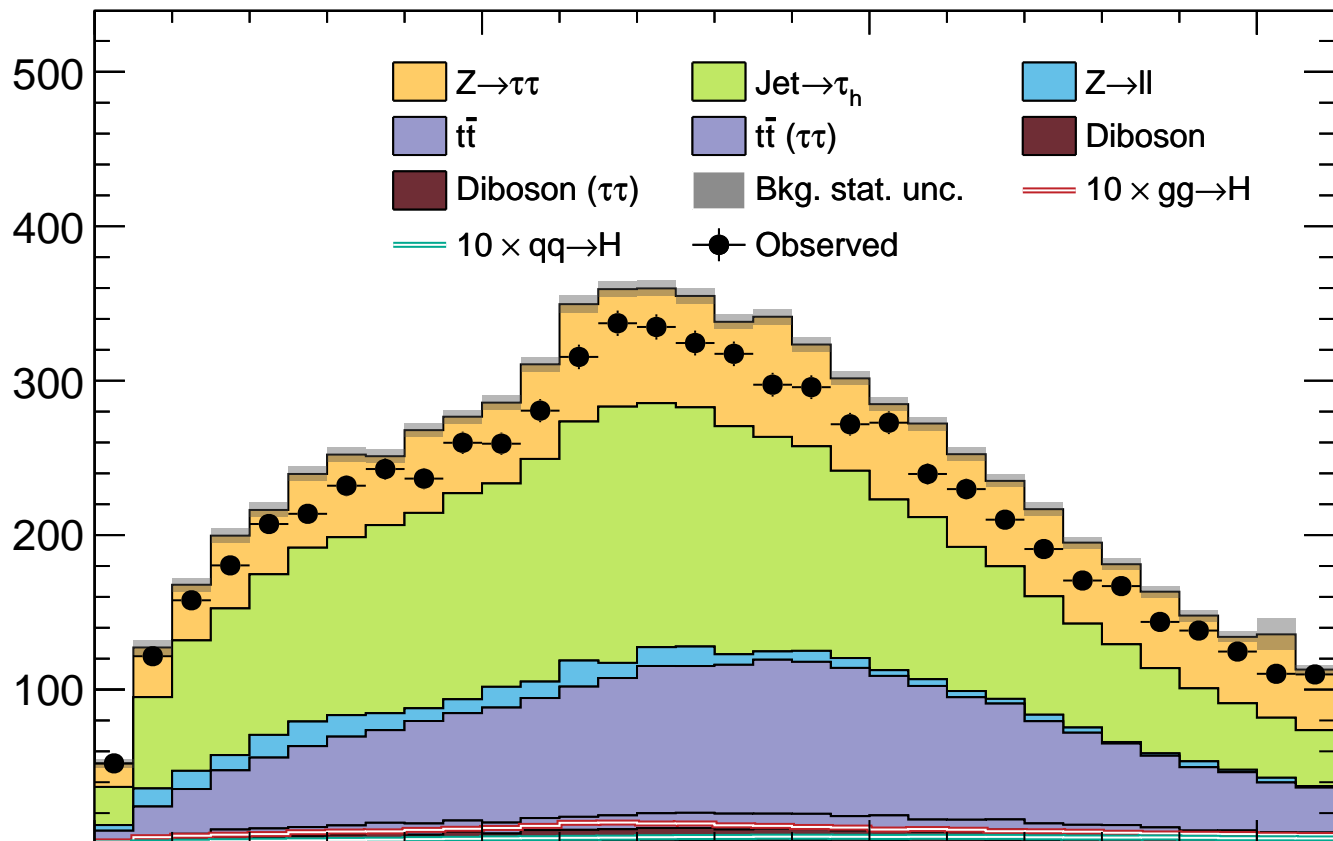 500
400
300
200
100
Z→ττ Jet→τh Z→ll
tt̄ tt̄ (ττ) Diboson
Diboson (ττ) Bkg. stat. unc. 10 × gg→H
10 × qq→H Observed